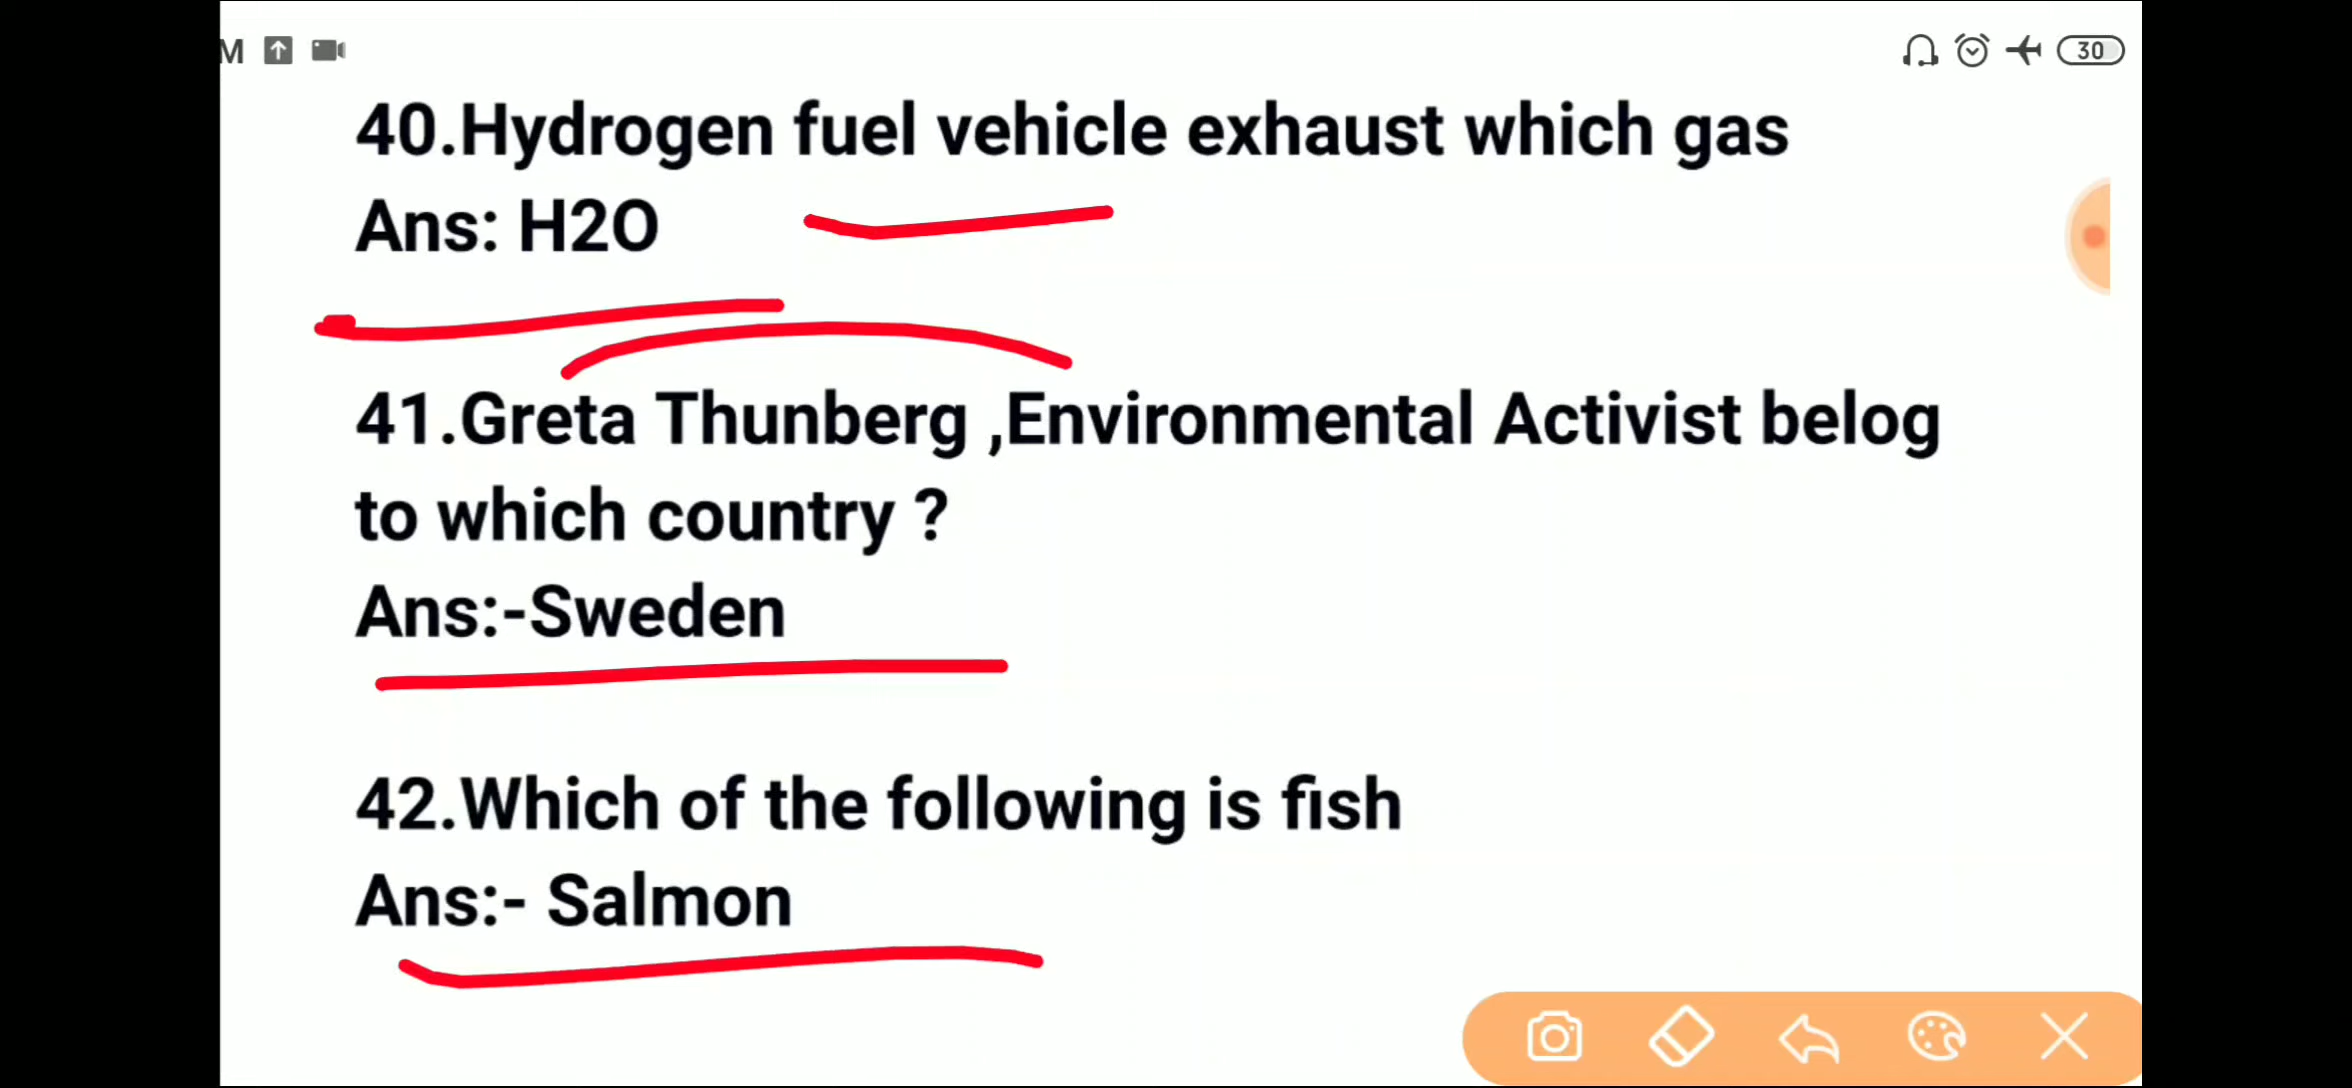 M 30
40.Hydrogen fuel vehicle exhaust which gas
Ans: H2O
41.Greta Thunberg ,Environmental Activist belog
to which country ?
Ans:-Sweden
42.Which of the following is fish
Ans:- Salmon